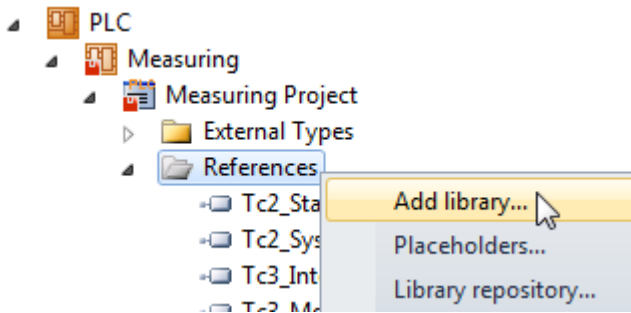 PLC
Measuring
Measuring Project
External Types
References
Add library...
Tc2_Sta
Placeholders...
Tc2_Sys
Library repository...
Tc3_Int